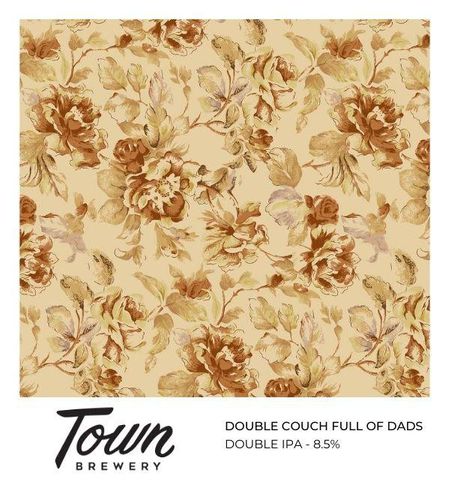 Town
BREWERY
DOUBLE COUCH FULL OF DADS
DOUBLE IPA - 8.5%